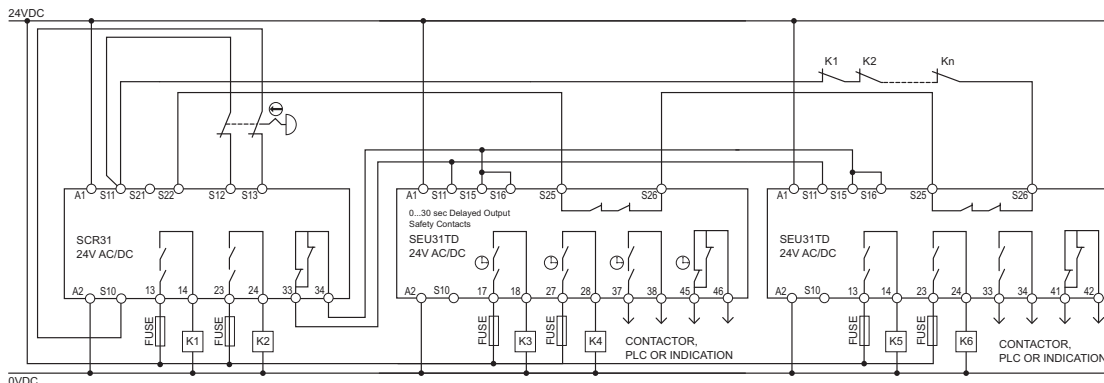 24VDC
K1 K2 Kn
A1 S11 S21 S22 S12 S13 A1 S11 S15 S16 S25 S26 A1 S11 S15 S16 S25 S26
0...30 sec Delayed Output
Safety Contacts
SCR31
24V AC/DC
SEU31TD
24V AC/DC
SEU31TD
24V AC/DC
A2 S10 13 14 23 24 33 34 A2 S10 17 18 27 28 37 38 45 46 A2 S10 13 14 23 24 33 34 41 42
FUSE K1 FUSE K2 FUSE K3 FUSE K4 FUSE K5 FUSE K6
CONTACTOR,
PLC OR INDICATION
CONTACTOR,
PLC OR INDICATION
0VDC